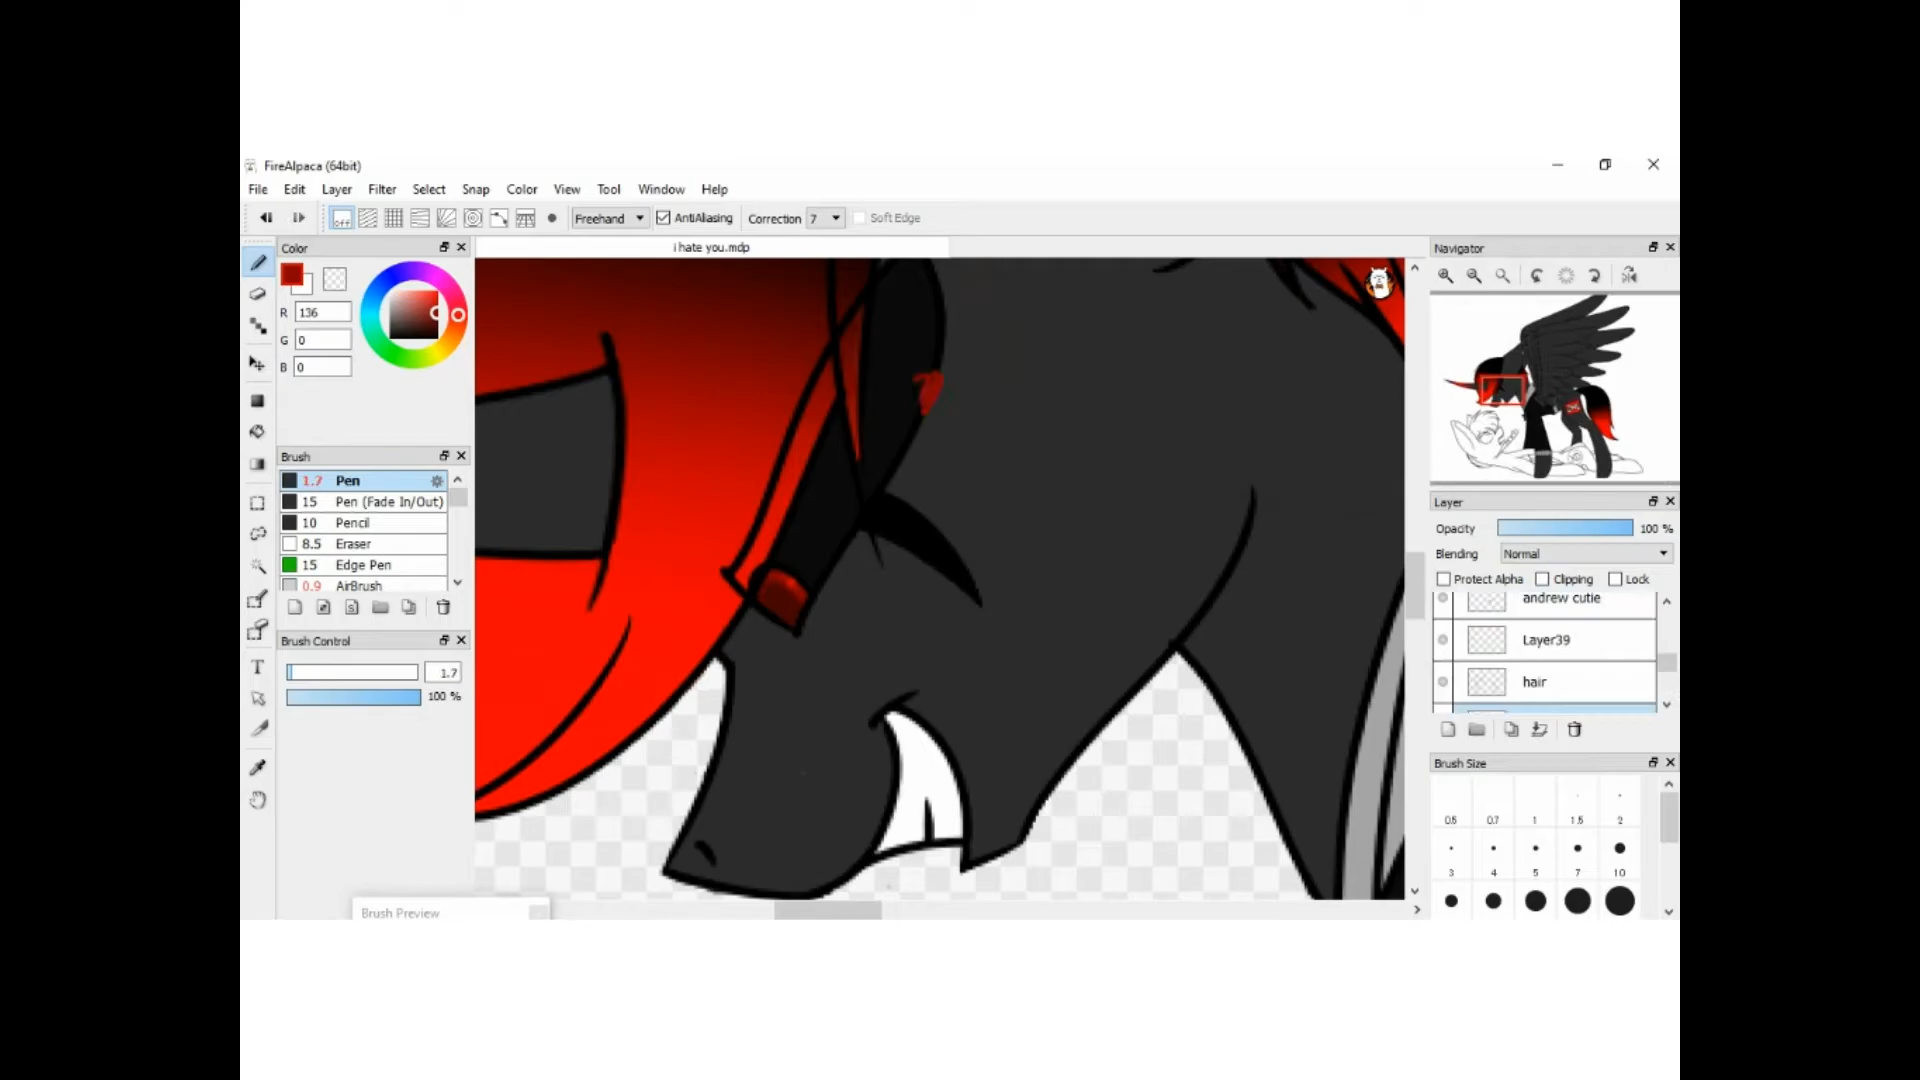 FireAlpaca (64bit)
File Edit Layer Filter Select Snap Color View Tool Window Help
off Freehand AntiAliasing Correction 7 Soft Edge
Color
i hate you.mdp
Navigator
R 136
G 0
B 0
Brush
1.7 Pen
15 Pen (Fade In/Out)
10 Pencil
8.5 Eraser
15 Edge Pen
0.9 AirBrush
Brush Control
1.7
100 %
Layer
Opacity 100 %
Blending Normal
Protect Alpha Clipping Lock
andrew cutie
Layer39
hair
Brush Size
0.5 0.7 1 1.5 2
3 4 5 7 10
Brush Preview
T